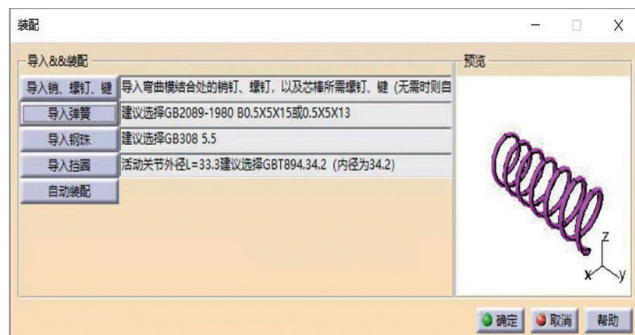 装配
导入&&装配
预览
导入销、螺钉、键 导入弯曲模结合处的销钉、螺钉，以及芯棒所需螺钉、键（无需时则自
导入弹簧 建议选择GB2089-1980 B0.5X5X15或0.5X5X13
导入钢珠 建议选择GB308 5.5
导入挡圈 活动关节外径L=33.3建议选择GBT894.34.2（内径为34.2）
自动装配
z
x y
确定 取消 帮助